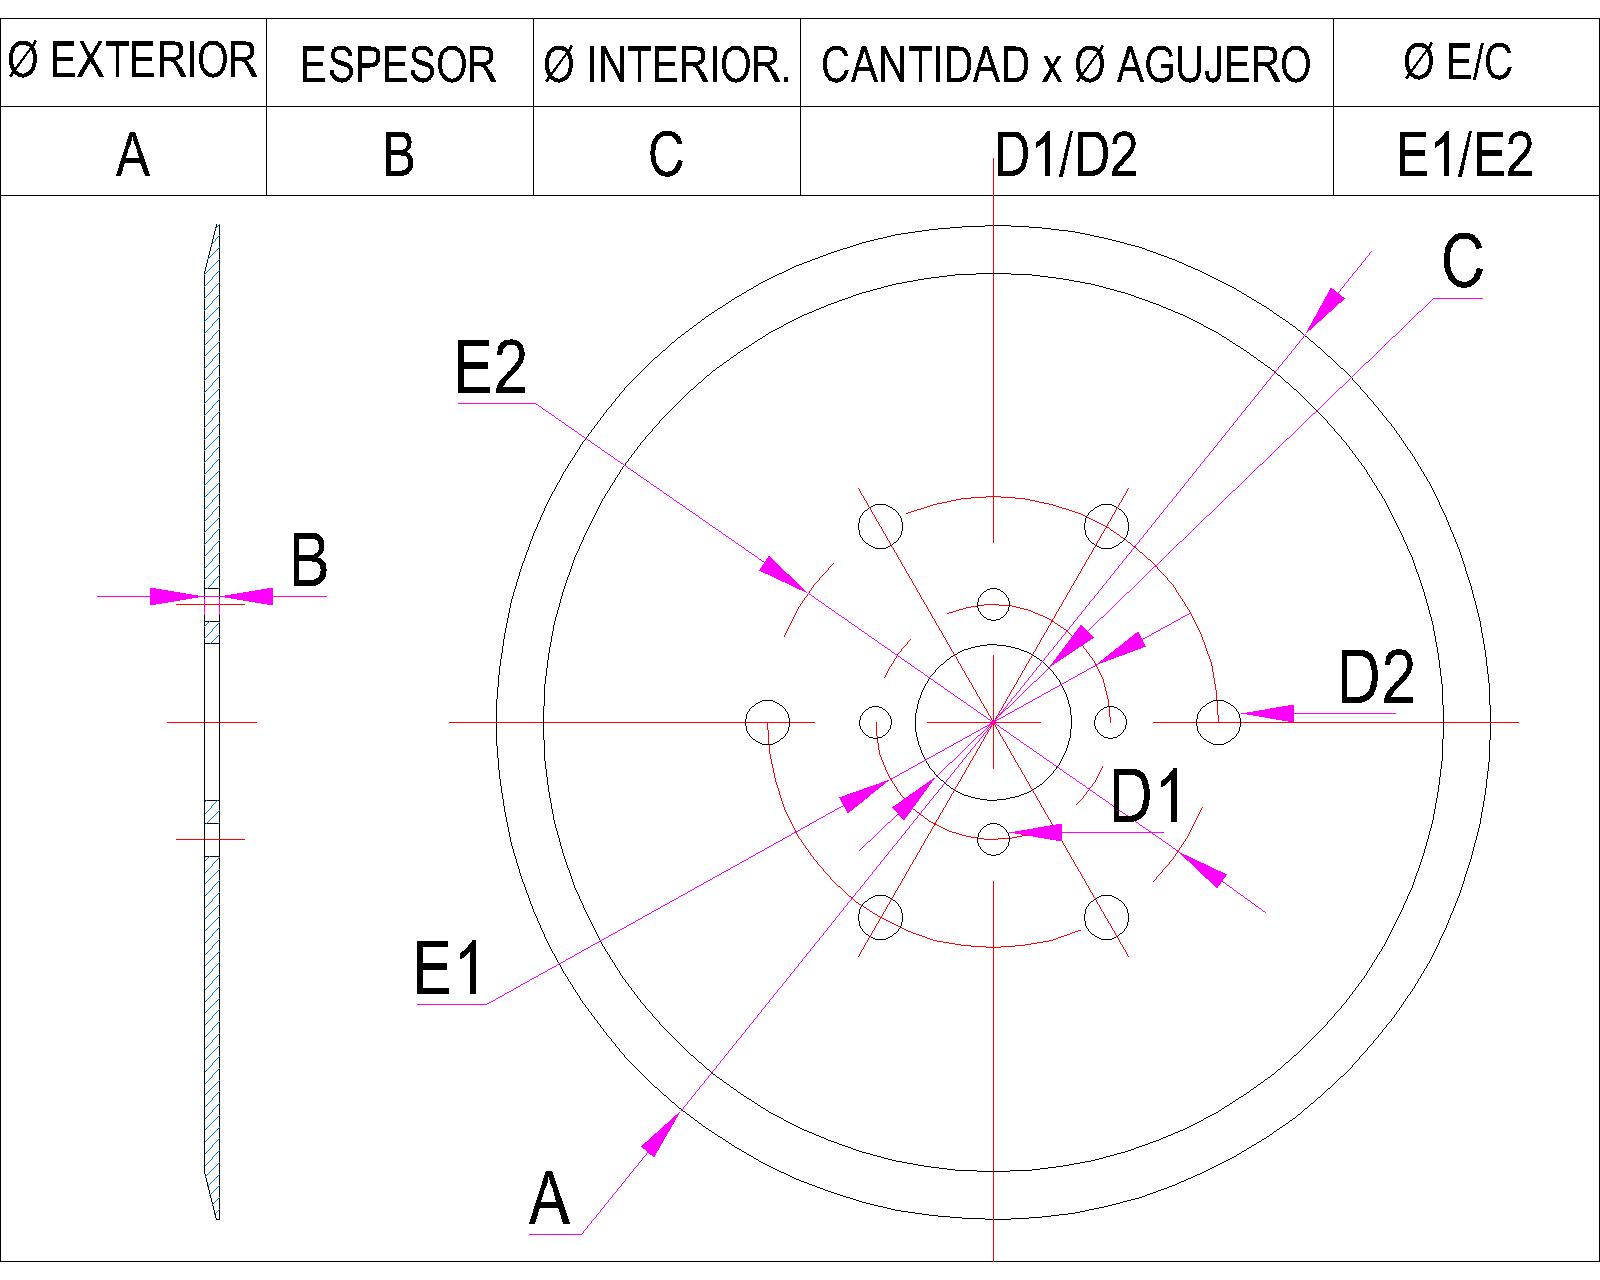 Ø EXTERIOR ESPESOR Ø INTERIOR. CANTIDAD x Ø AGUJERO Ø E/C
A B C D1/D2 E1/E2
C
E2
B
D2
D1
E1
A